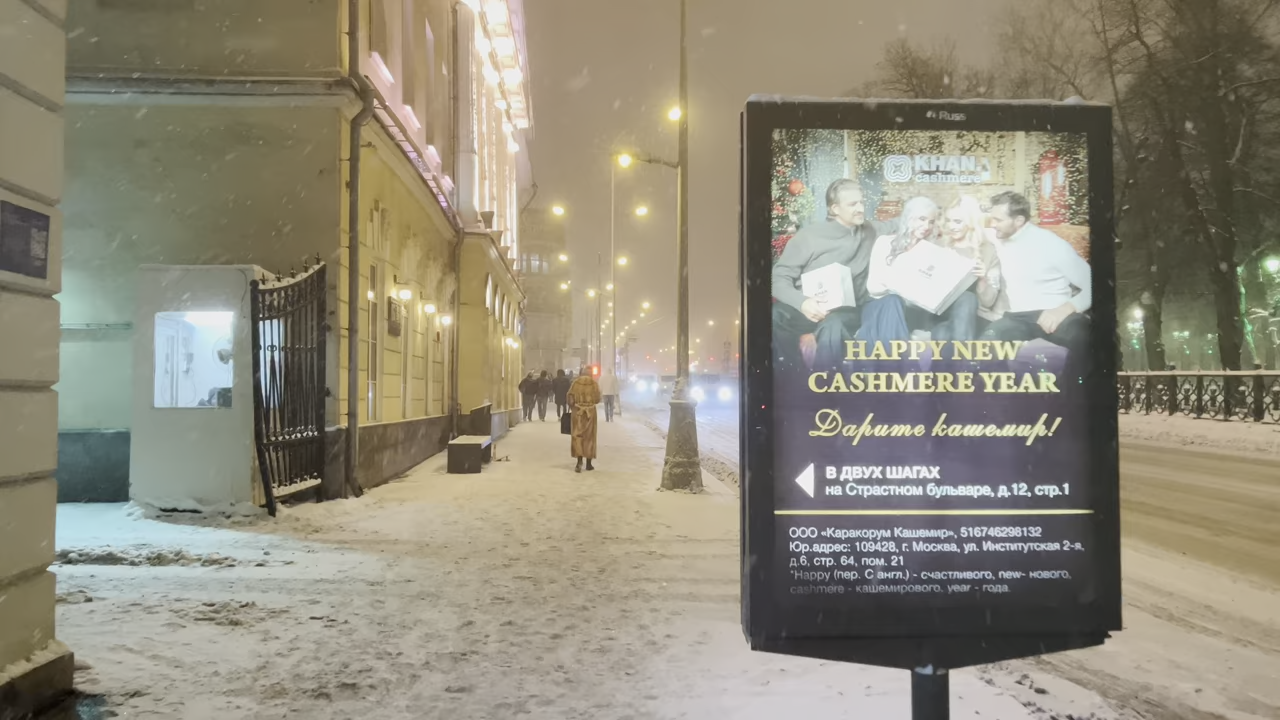 Russ
KHAN
cashmere
HAPPY NEW*
CASHMERE YEAR
Дарите кашемир!
В ДВУХ ШАГАХ
на Страстном бульваре, д.12, стр.1
ООО «Каракорум Кашемир», 516746298132
Юр.адрес: 109428, г. Москва, ул. Институтская 2-я,
д.6, стр. 64, пом. 21
*Happy (пер. С англ.) - счастливого, new- нового,
cashmere - кашемирового, year - года.